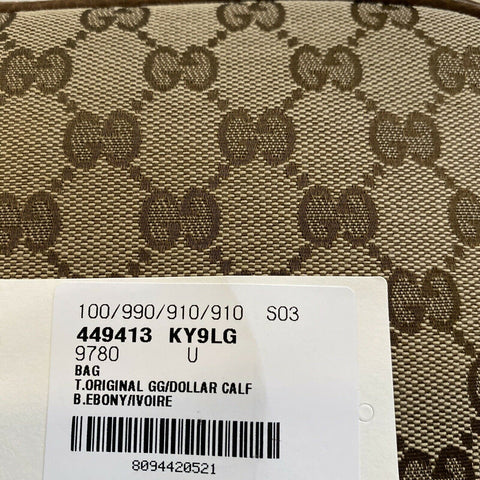 100/990/910/910 S03
449413 KY9LG
9780 U
BAG
T.ORIGINAL GG/DOLLAR CALF
B.EBONY/IVOIRE
8094420521